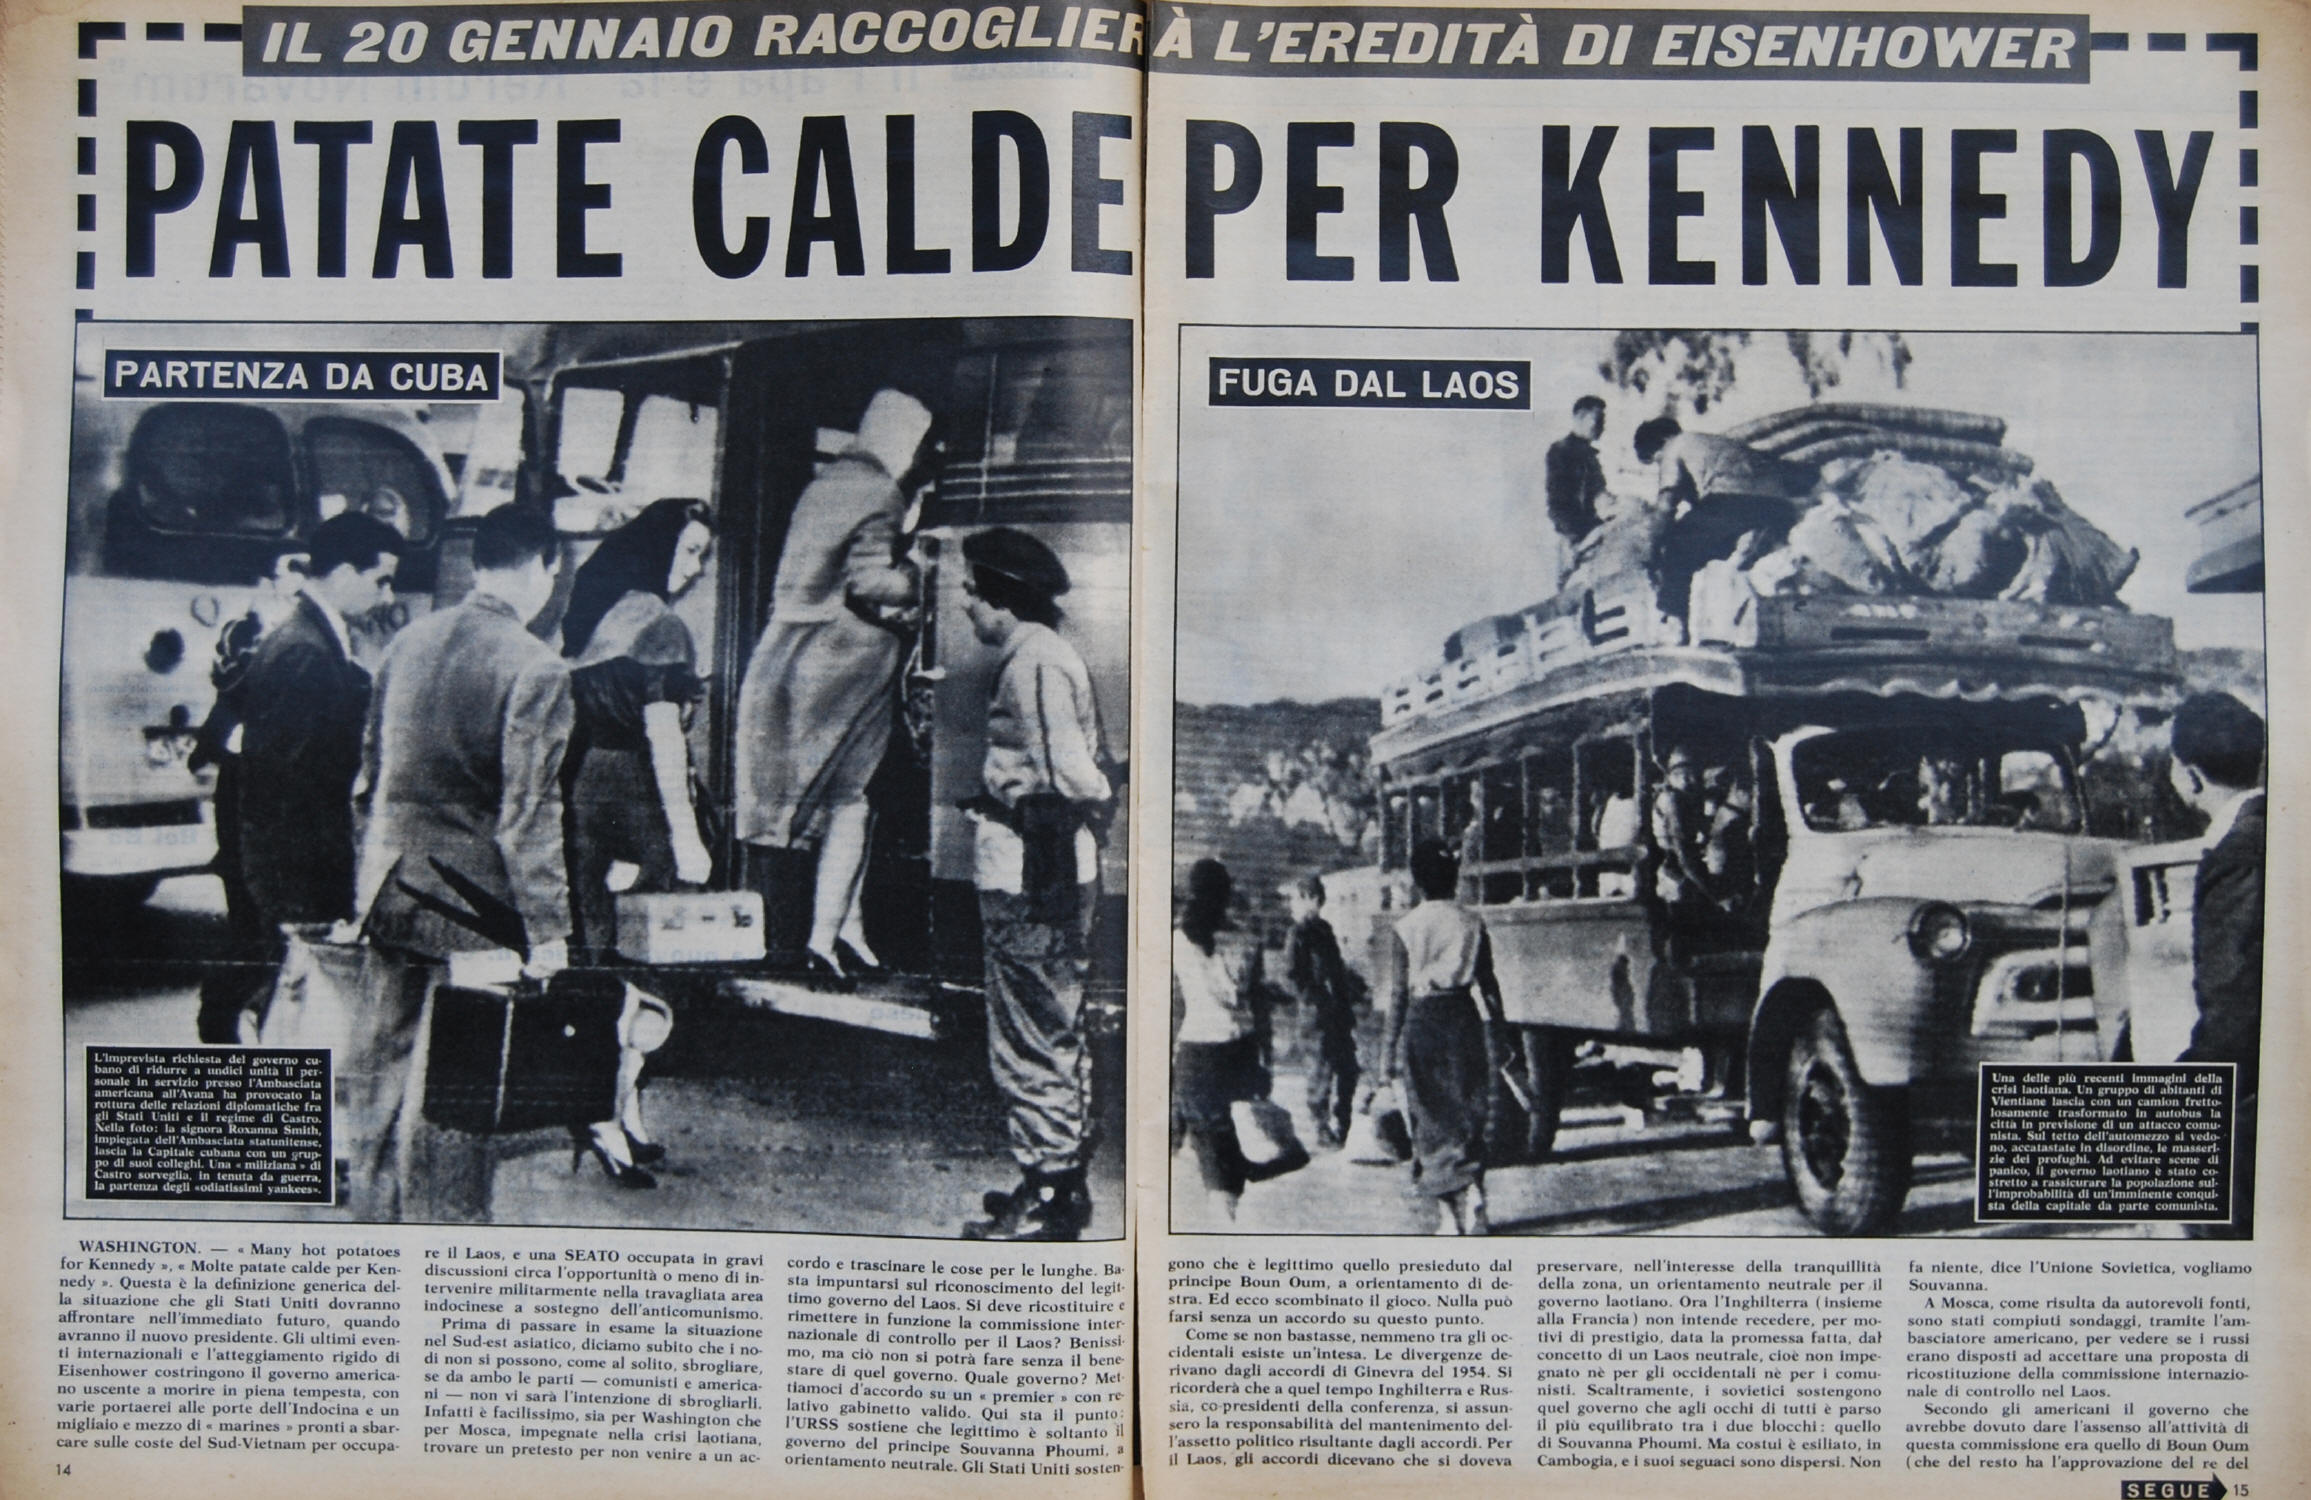 IL 20 GENNAIO RACCOGLIERÀ L'EREDITÀ DI EISENHOWER
PATATE CALDE PER KENNEDY
PARTENZA DA CUBA
L'imprevista richiesta del governo cu-
bano di ridurre a undici unità il per-
sonale in servizio presso l'Ambasciata
americana all'Avana ha provocato la
rottura delle relazioni diplomatiche fra
gli Stati Uniti e il regime di Castro.
Nella foto: la signora Roxanna Smith,
impiegata dell'Ambasciata statunitense,
lascia la Capitale cubana con un grup-
po di suoi colleghi. Una « miliziana » di
Castro sorveglia, in tenuta da guerra,
la partenza degli «odiatissimi yankees».
FUGA DAL LAOS
Una delle più recenti immagini della
crisi laotiana. Un gruppo di abitanti di
Vientiane lascia con un camion fretto-
losamente trasformato in autobus la
città in previsione di un attacco comu-
nista. Sul tetto dell'automezzo si vedo-
no, accatastate in disordine, le masseri-
zie dei profughi. Ad evitare scene di
panico, il governo laotiano è stato co-
stretto a rassicurare la popolazione sul-
l'improbabilità di un'imminente conqui-
sta della capitale da parte comunista.
WASHINGTON. — « Many hot potatoes
for Kennedy », « Molte patate calde per Ken-
nedy ». Questa è la definizione generica del-
la situazione che gli Stati Uniti dovranno
affrontare nell'immediato futuro, quando
avranno il nuovo presidente. Gli ultimi even-
ti internazionali e l'atteggiamento rigido di
Eisenhower costringono il governo america-
no uscente a morire in piena tempesta, con
varie portaerei alle porte dell'Indocina e un
migliaio e mezzo di « marines » pronti a sbar-
care sulle coste del Sud-Vietnam per occupa-
re il Laos, e una SEATO occupata in gravi
discussioni circa l'opportunità o meno di in-
tervenire militarmente nella travagliata area
indocinese a sostegno dell'anticomunismo.
Prima di passare in esame la situazione
nel Sud-est asiatico, diciamo subito che i no-
di non si possono, come al solito, sbrogliare,
se da ambo le parti — comunisti e america-
ni — non vi sarà l'intenzione di sbrogliarli.
Infatti è facilissimo, sia per Washington che
per Mosca, impegnate nella crisi laotiana,
trovare un pretesto per non venire a un ac-
cordo e trascinare le cose per le lunghe. Ba-
sta impuntarsi sul riconoscimento del legit-
timo governo del Laos. Si deve ricostituire e
rimettere in funzione la commissione inter-
nazionale di controllo per il Laos? Benissi-
mo, ma ciò non si potrà fare senza il bene-
stare di quel governo. Quale governo? Met-
tiamoci d'accordo su un « premier » con re-
lativo gabinetto valido. Qui sta il punto:
l'URSS sostiene che legittimo è soltanto il
governo del principe Souvanna Phoumi, a
orientamento neutrale. Gli Stati Uniti sosten-
gono che è legittimo quello presieduto dal
principe Boun Oum, a orientamento di de-
stra. Ed ecco scombinato il gioco. Nulla può
farsi senza un accordo su questo punto.
Come se non bastasse, nemmeno tra gli oc-
cidentali esiste un'intesa. Le divergenze de-
rivano dagli accordi di Ginevra del 1954. Si
ricorderà che a quel tempo Inghilterra e Rus-
sia, co-presidenti della conferenza, si assun-
sero la responsabilità del mantenimento del-
l'assetto politico risultante dagli accordi. Per
il Laos, gli accordi dicevano che si doveva
preservare, nell'interesse della tranquillità
della zona, un orientamento neutrale per il
governo laotiano. Ora l'Inghilterra (insieme
alla Francia) non intende recedere, per mo-
tivi di prestigio, data la promessa fatta, dal
concetto di un Laos neutrale, cioè non impe-
gnato nè per gli occidentali nè per i comu-
nisti. Scaltramente, i sovietici sostengono
quel governo che agli occhi di tutti è parso
il più equilibrato tra i due blocchi: quello
di Souvanna Phoumi. Ma costui è esiliato, in
Cambogia, e i suoi seguaci sono dispersi. Non
fa niente, dice l'Unione Sovietica, vogliamo
Souvanna.
A Mosca, come risulta da autorevoli fonti,
sono stati compiuti sondaggi, tramite l'am-
basciatore americano, per vedere se i russi
erano disposti ad accettare una proposta di
ricostituzione della commissione internazio-
nale di controllo nel Laos.
Secondo gli americani il governo che
avrebbe dovuto dare l'assenso all'attività di
questa commissione era quello di Boun Oum
(che del resto ha l'approvazione del re del
14
SEGUE 15